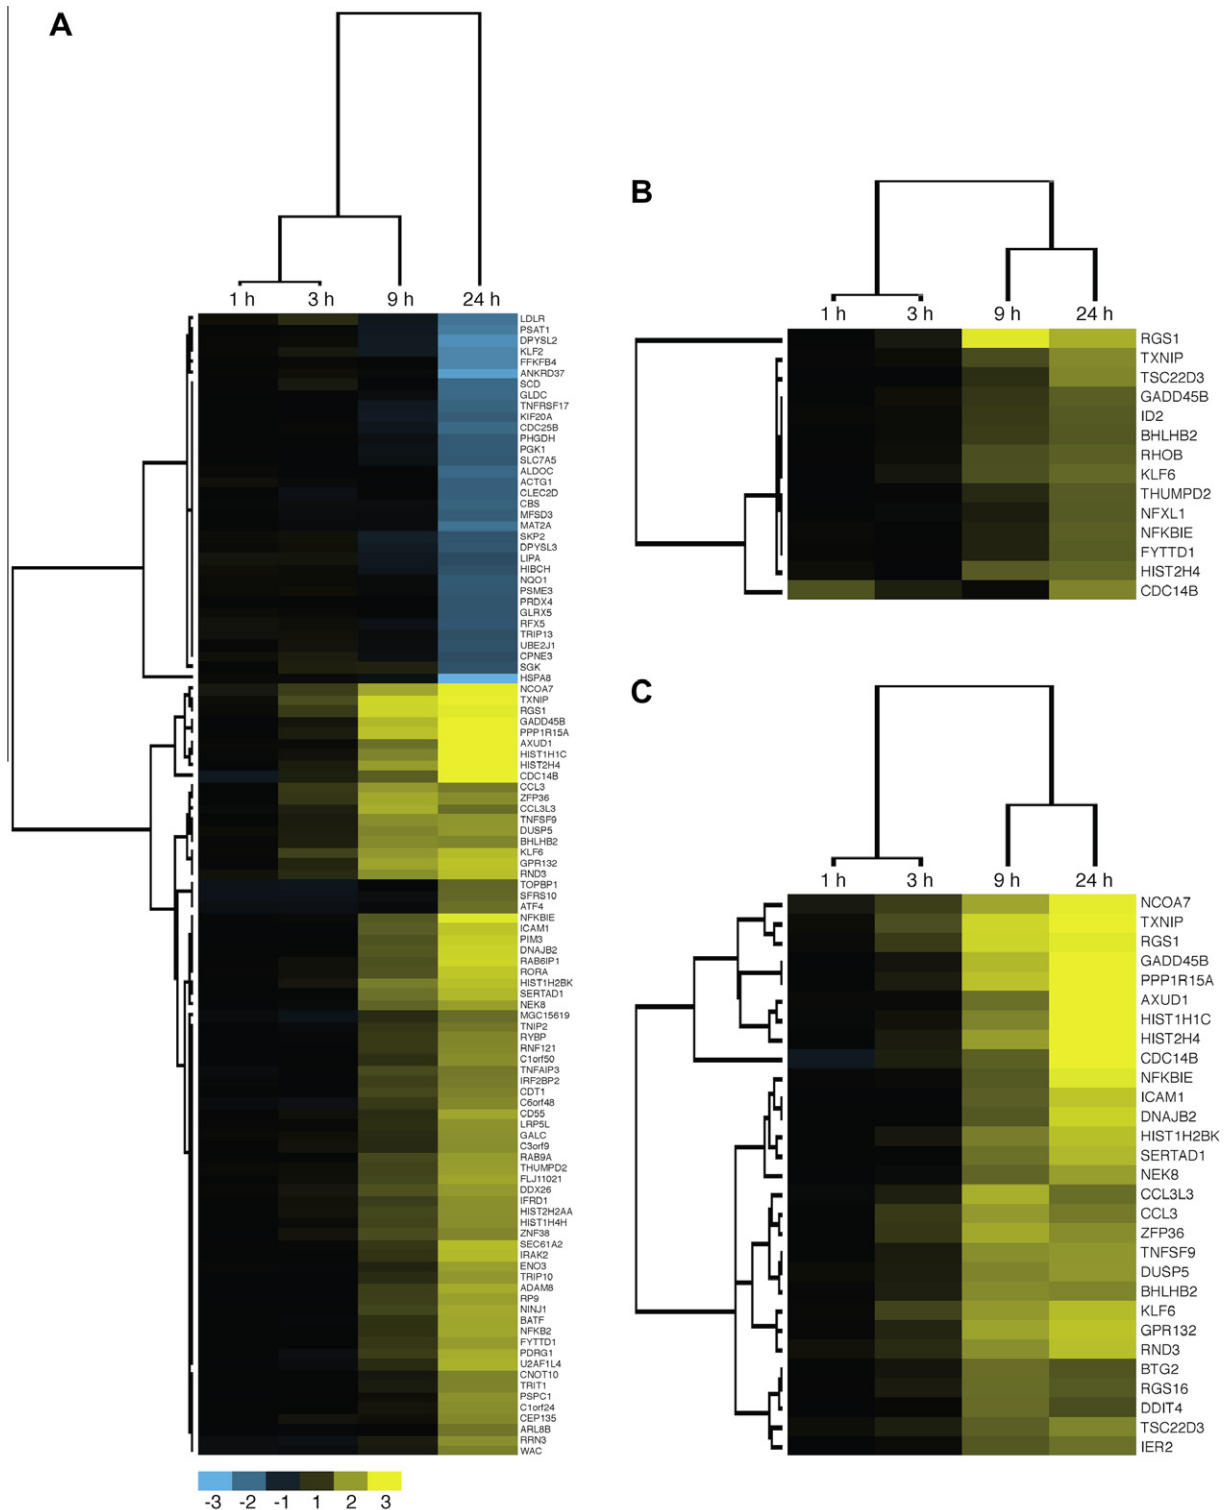 A
1 h 3 h 9 h 24 h
LDLR
PSAT1
DPYSL2
KLF2
FFKFB4
ANKRD37
SCD
GLDC
TNFRSF17
KIF20A
CDC25B
PHGDH
PGK1
SLC7A5
ALDOC
ACTG1
CLEC2D
CBS
MFSD3
MAT2A
SKP2
DPYSL3
LIPA
HIBCH
NQO1
PSME3
PRDX4
GLRX5
RFX5
TRIP13
UBE2J1
CPNE3
SGK
HSPA8
NCOA7
TXNIP
RGS1
GADD45B
PPP1R15A
AXUD1
HIST1H1C
HIST2H4
CDC14B
CCL3
ZFP36
CCL3L3
TNFSF9
DUSP5
BHLHB2
KLF6
GPR132
RND3
TOPBP1
SFRS10
ATF4
NFKBIE
ICAM1
PIM3
DNAJB2
RAB6IP1
RORA
HIST1H2BK
SERTAD1
NEK8
MGC15619
TNIP2
RYBP
RNF121
C1orf50
TNFAIP3
IRF2BP2
CDT1
C6orf48
CD55
LRP5L
GALC
C3orf9
RAB9A
THUMPD2
FLJ11021
DDX26
IFRD1
HIST2H2AA
HIST1H4H
ZNF38
SEC61A2
IRAK2
ENO3
TRIP10
ADAM8
RP9
NINJ1
BATF
NFKB2
FYTTD1
PDRG1
U2AF1L4
CNOT10
TRIT1
PSPC1
C1orf24
CEP135
ARL8B
RRN3
WAC
-3 -2 -1 1 2 3
B
1 h 3 h 9 h 24 h
RGS1
TXNIP
TSC22D3
GADD45B
ID2
BHLHB2
RHOB
KLF6
THUMPD2
NFXL1
NFKBIE
FYTTD1
HIST2H4
CDC14B
C
1 h 3 h 9 h 24 h
NCOA7
TXNIP
RGS1
GADD45B
PPP1R15A
AXUD1
HIST1H1C
HIST2H4
CDC14B
NFKBIE
ICAM1
DNAJB2
HIST1H2BK
SERTAD1
NEK8
CCL3L3
CCL3
ZFP36
TNFSF9
DUSP5
BHLHB2
KLF6
GPR132
RND3
BTG2
RGS16
DDIT4
TSC22D3
IER2